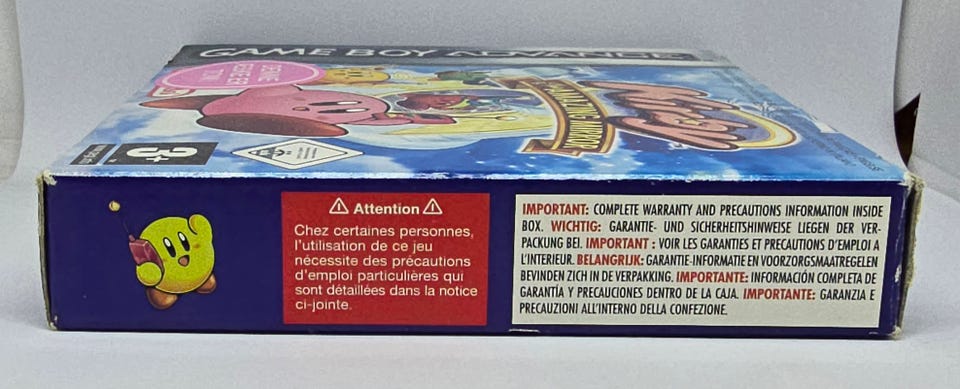 GAME BOY ADVANCE
Kirby
& THE AMAZING MIRROR
3+
⚠ Attention ⚠
Chez certaines personnes,
l'utilisation de ce jeu
nécessite des précautions
d'emploi particulières qui
sont détaillées dans la notice
ci-jointe.
IMPORTANT: COMPLETE WARRANTY AND PRECAUTIONS INFORMATION INSIDE
BOX. WICHTIG: GARANTIE- UND SICHERHEITSHINWEISE LIEGEN DER VER-
PACKUNG BEI. IMPORTANT : VOIR LES GARANTIES ET PRECAUTIONS D'EMPLOI A
L'INTERIEUR. BELANGRIJK: GARANTIE-INFORMATIE EN VOORZORGSMAATREGELEN
BEVINDEN ZICH IN DE VERPAKKING. IMPORTANTE: INFORMACIÓN COMPLETA DE
GARANTÍA Y PRECAUCIONES DENTRO DE LA CAJA. IMPORTANTE: GARANZIA E
PRECAUZIONI ALL'INTERNO DELLA CONFEZIONE.